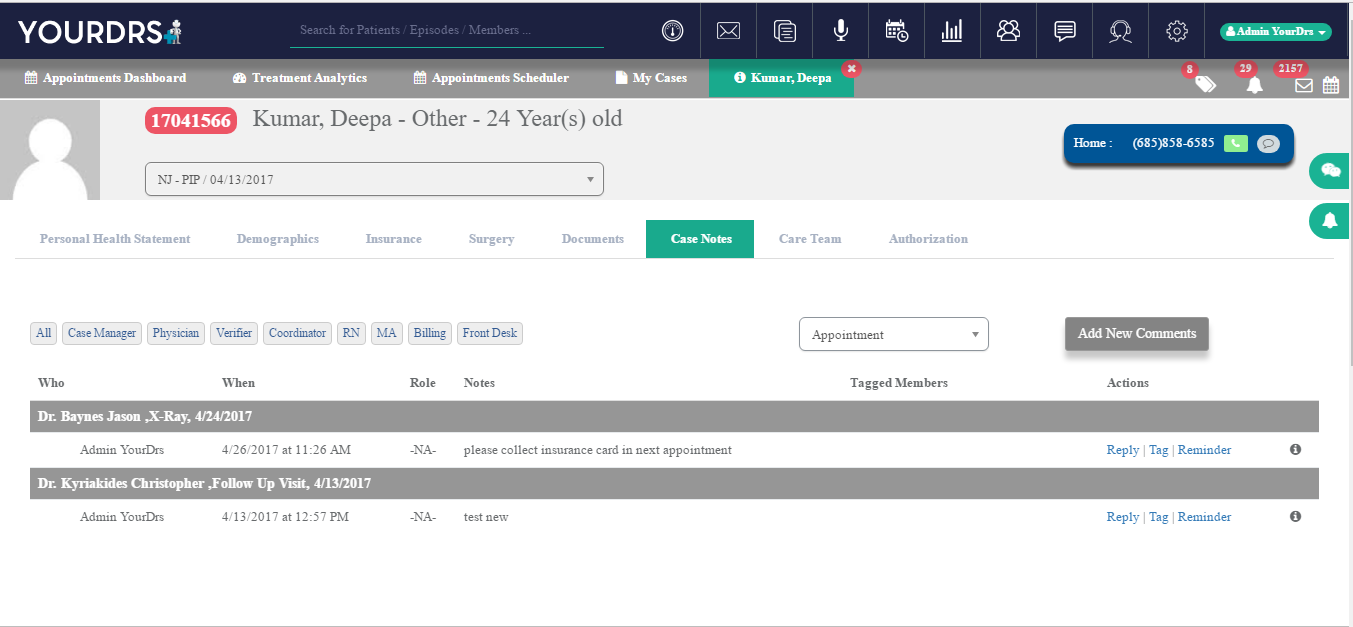 YOURDRS
Search for Patients / Episodes / Members ...
Admin YourDrs
Appointments Dashboard
Treatment Analytics
Appointments Scheduler
My Cases
Kumar, Deepa
8
29
2157
17041566
Kumar, Deepa - Other - 24 Year(s) old
Home : (685)858-6585
NJ - PIP / 04/13/2017
Personal Health Statement
Demographics
Insurance
Surgery
Documents
Case Notes
Care Team
Authorization
All
Case Manager
Physician
Verifier
Coordinator
RN
MA
Billing
Front Desk
Appointment
Add New Comments
Who When Role Notes Tagged Members Actions
Dr. Baynes Jason ,X-Ray, 4/24/2017
Admin YourDrs 4/26/2017 at 11:26 AM -NA- please collect insurance card in next appointment Reply | Tag | Reminder
Dr. Kyriakides Christopher ,Follow Up Visit, 4/13/2017
Admin YourDrs 4/13/2017 at 12:57 PM -NA- test new Reply | Tag | Reminder